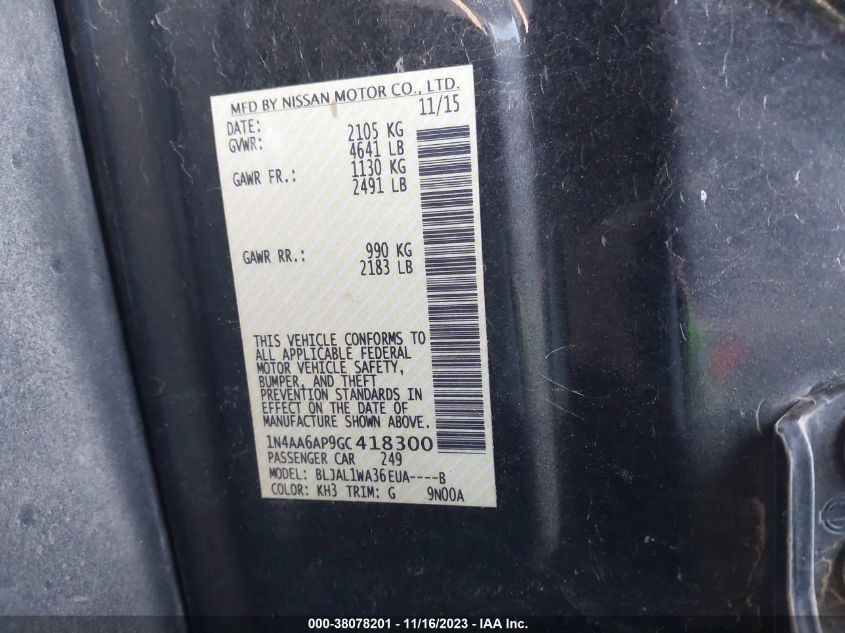 MFD BY NISSAN MOTOR CO., LTD.
DATE: 11/15
GVWR: 2105 KG
4641 LB
GAWR FR.: 1130 KG
2491 LB
GAWR RR.: 990 KG
2183 LB
THIS VEHICLE CONFORMS TO
ALL APPLICABLE FEDERAL
MOTOR VEHICLE SAFETY,
BUMPER, AND THEFT
PREVENTION STANDARDS IN
EFFECT ON THE DATE OF
MANUFACTURE SHOWN ABOVE.
1N4AA6AP9GC418300
PASSENGER CAR 249
MODEL: BLJAL1WA36EUA----B
COLOR: KH3 TRIM: G 9N00A
000-38078201 - 11/16/2023 - IAA Inc.